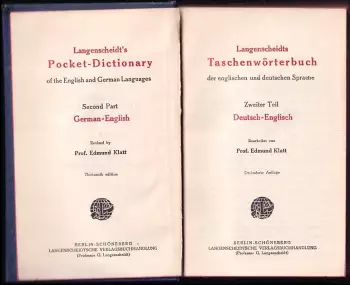 Langenscheidt's
Pocket-Dictionary
of the English and German Languages
Second Part
German-English
Revised by
Prof. Edmund Klatt
Thirteenth edition
BERLIN-SCHÖNEBERG
LANGENSCHEIDTSCHE VERLAGSBUCHHANDLUNG
(Professor G. Langenscheidt)
Langenscheidts
Taschenwörterbuch
der englischen und deutschen Sprache
Zweiter Teil
Deutsch-Englisch
Bearbeitet von
Prof. Edmund Klatt
Dreizehnte Auflage
BERLIN-SCHÖNEBERG
LANGENSCHEIDTSCHE VERLAGSBUCHHANDLUNG
(Professor G. Langenscheidt)